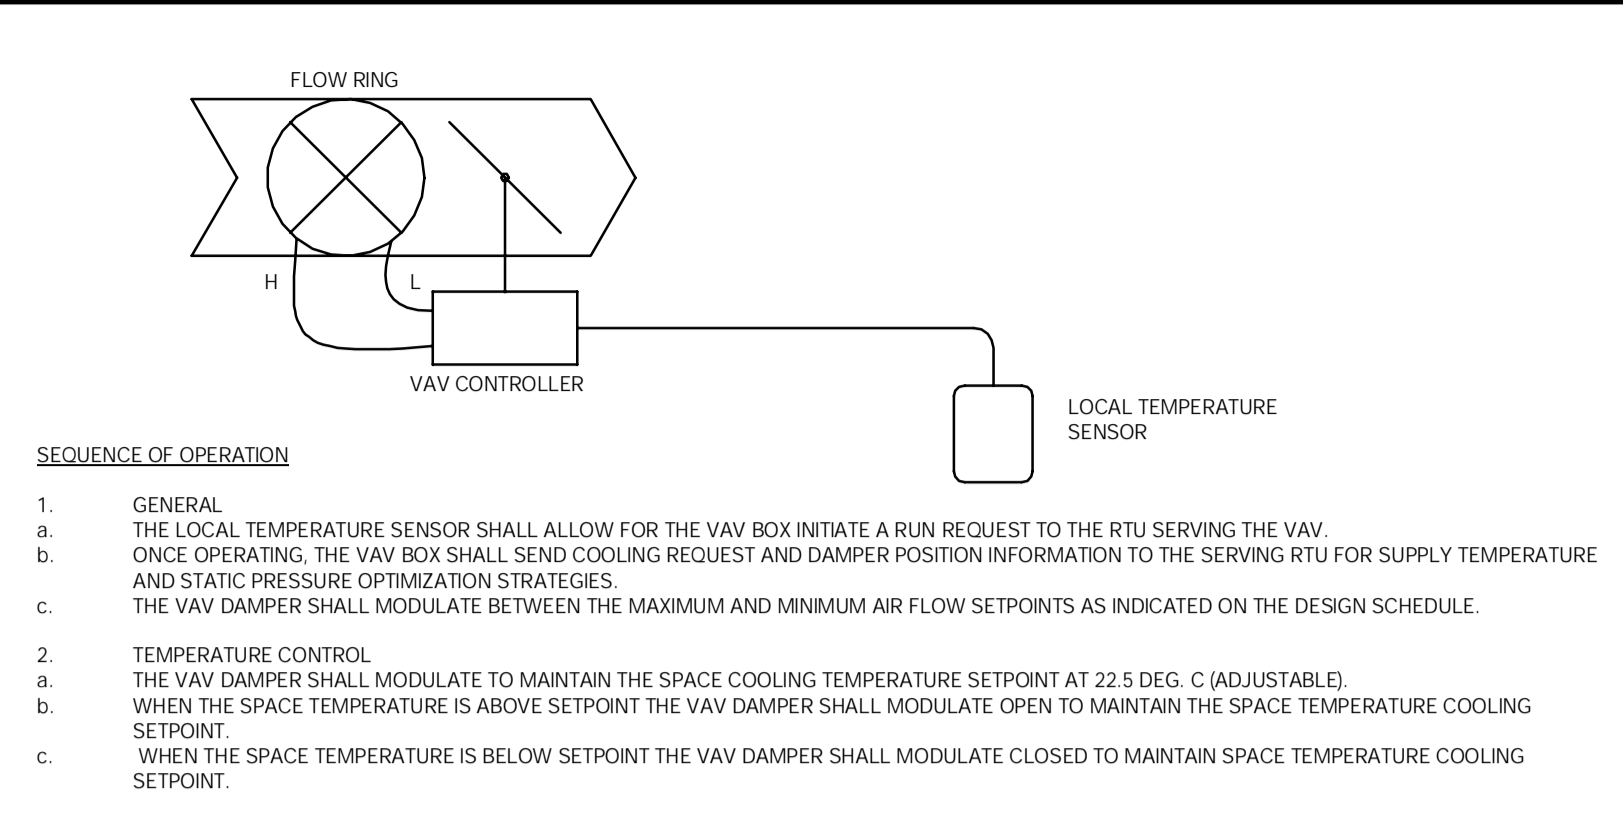 FLOW RING
H
L
VAV CONTROLLER
LOCAL TEMPERATURE
SENSOR
SEQUENCE OF OPERATION
1. GENERAL
a. THE LOCAL TEMPERATURE SENSOR SHALL ALLOW FOR THE VAV BOX INITIATE A RUN REQUEST TO THE RTU SERVING THE VAV.
b. ONCE OPERATING, THE VAV BOX SHALL SEND COOLING REQUEST AND DAMPER POSITION INFORMATION TO THE SERVING RTU FOR SUPPLY TEMPERATURE
AND STATIC PRESSURE OPTIMIZATION STRATEGIES.
c. THE VAV DAMPER SHALL MODULATE BETWEEN THE MAXIMUM AND MINIMUM AIR FLOW SETPOINTS AS INDICATED ON THE DESIGN SCHEDULE.
2. TEMPERATURE CONTROL
a. THE VAV DAMPER SHALL MODULATE TO MAINTAIN THE SPACE COOLING TEMPERATURE SETPOINT AT 22.5 DEG. C (ADJUSTABLE).
b. WHEN THE SPACE TEMPERATURE IS ABOVE SETPOINT THE VAV DAMPER SHALL MODULATE OPEN TO MAINTAIN THE SPACE TEMPERATURE COOLING
SETPOINT.
c. WHEN THE SPACE TEMPERATURE IS BELOW SETPOINT THE VAV DAMPER SHALL MODULATE CLOSED TO MAINTAIN SPACE TEMPERATURE COOLING
SETPOINT.